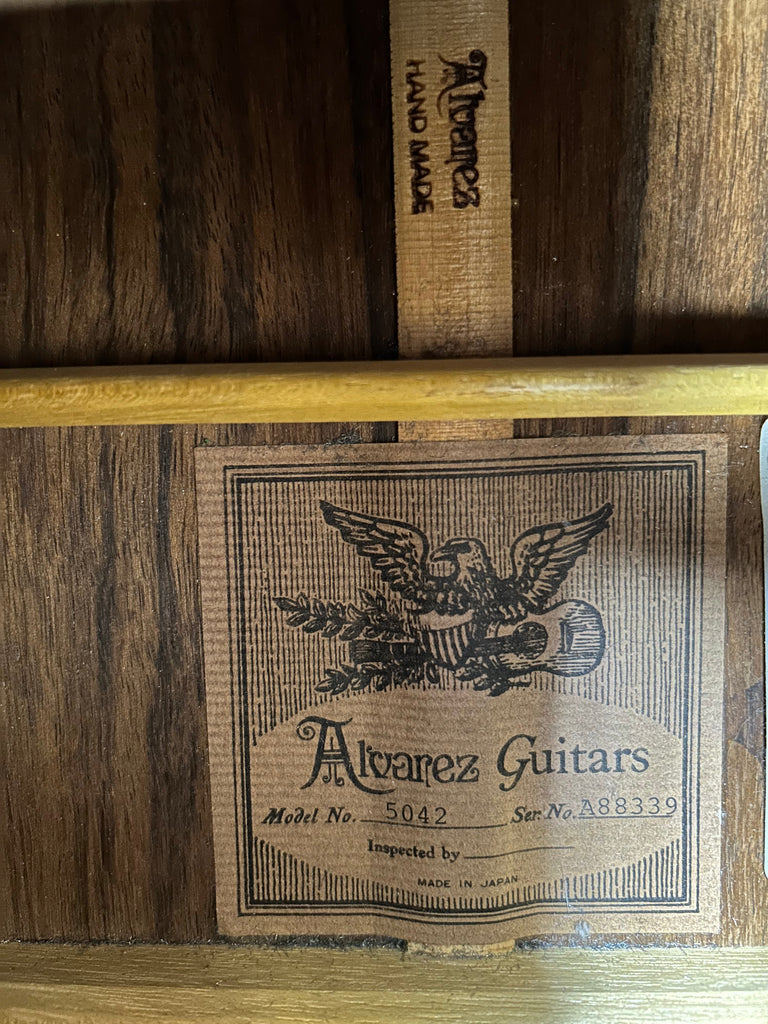 Alvarez
HAND MADE
Alvarez Guitars
Model No. 5042 Ser. No. A88339
Inspected by
MADE IN JAPAN